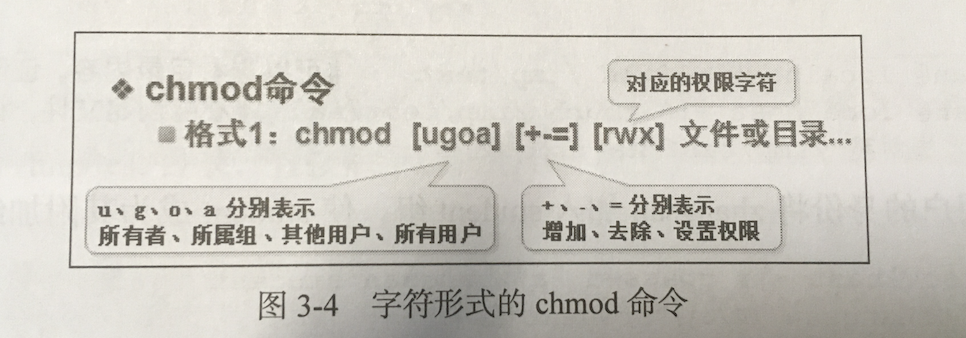 ❖ chmod命令
对应的权限字符
■ 格式1：chmod [ugoa] [+-=] [rwx] 文件或目录...
u、g、o、a 分别表示
所有者、所属组、其他用户、所有用户
+、-、= 分别表示
增加、去除、设置权限
图 3-4 字符形式的 chmod 命令